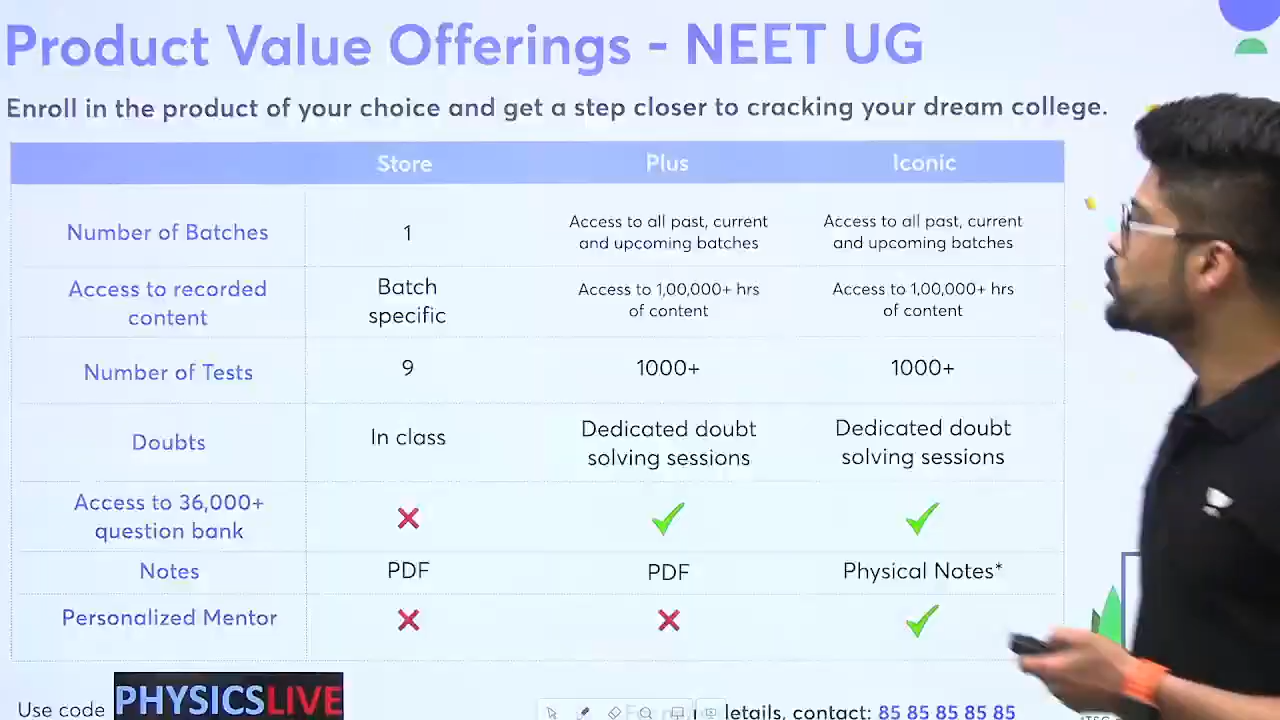 Product Value Offerings - NEET UG
Enroll in the product of your choice and get a step closer to cracking your dream college.
Store Plus Iconic
Number of Batches 1 Access to all past, current and upcoming batches Access to all past, current and upcoming batches
Access to recorded content Batch specific Access to 1,00,000+ hrs of content Access to 1,00,000+ hrs of content
Number of Tests 9 1000+ 1000+
Doubts In class Dedicated doubt solving sessions Dedicated doubt solving sessions
Access to 36,000+ question bank
Notes PDF PDF Physical Notes*
Personalized Mentor
Use code PHYSICSLIVE
contact: 85 85 85 85 85